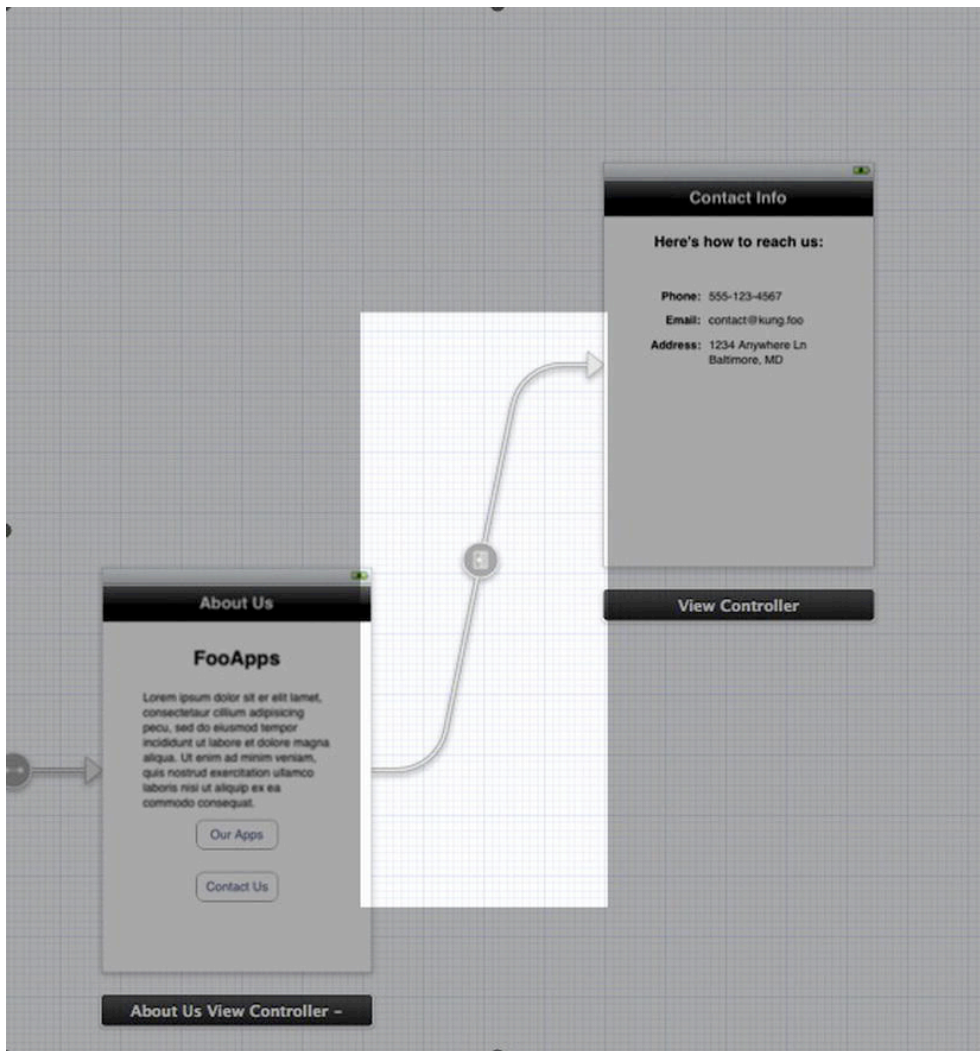 Contact Info
Here's how to reach us:
Phone: 555-123-4567
Email: contact@kung.foo
Address: 1234 Anywhere Ln
Baltimore, MD
View Controller
About Us
FooApps
Lorem ipsum dolor sit er elit lamet,
consectetaur cillium adipisicing
pecu, sed do eiusmod tempor
incididunt ut labore et dolore magna
aliqua. Ut enim ad minim veniam,
quis nostrud exercitation ullamco
laboris nisi ut aliquip ex ea
commodo consequat.
Our Apps
Contact Us
About Us View Controller –